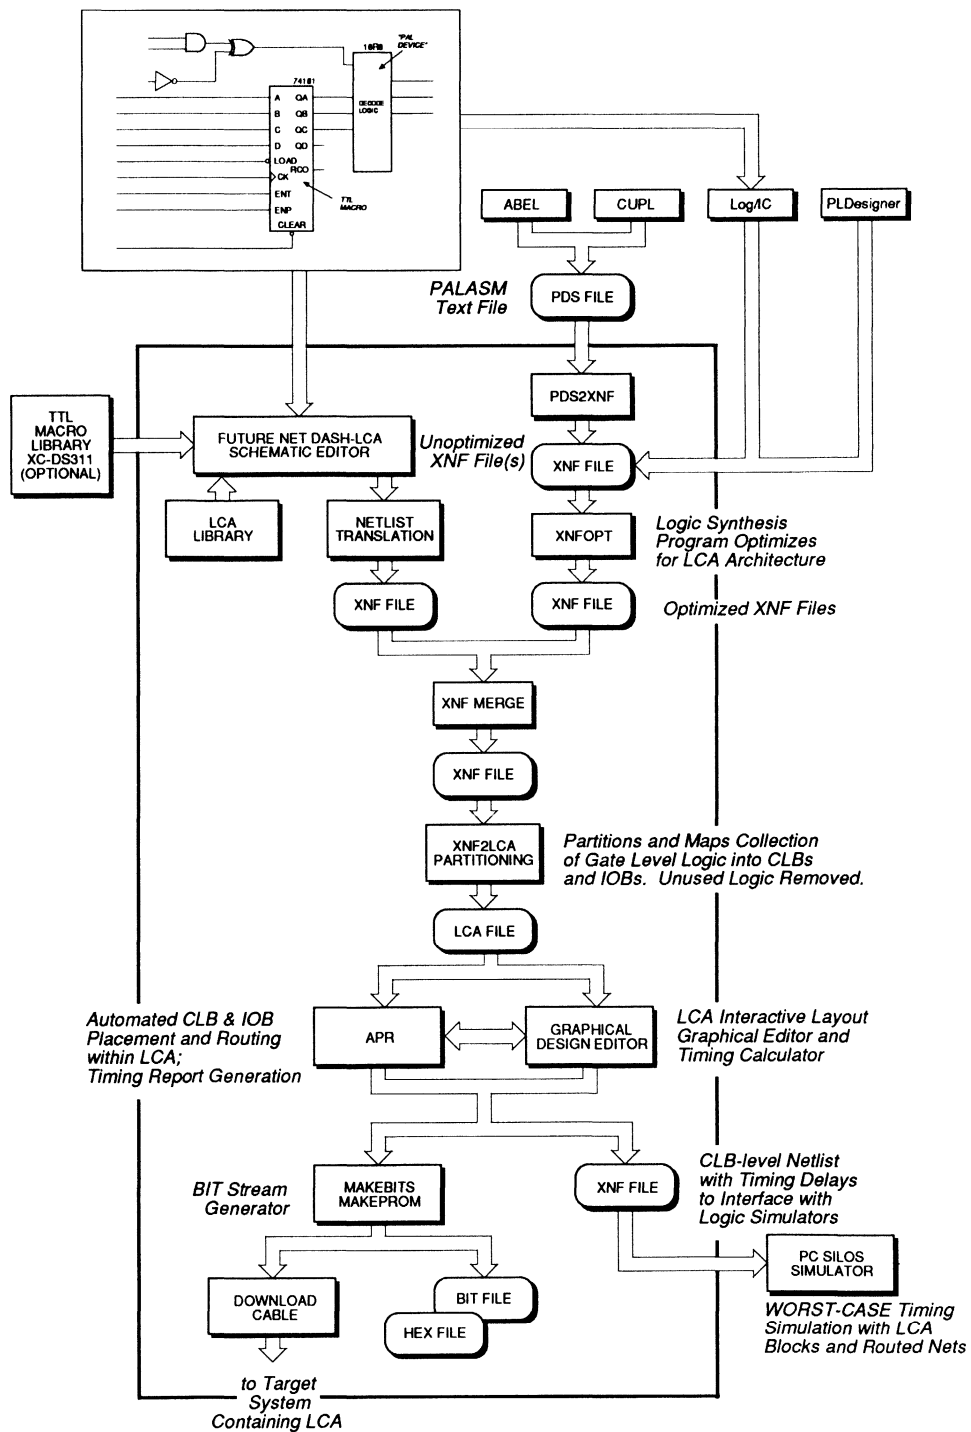 "PAL
DEVICE"
16R8
74161
A QA
B QB
C QC
D QD
LOAD
RCO
CK
ENT
ENP
CLEAR
DECODE
LOGIC
TTL
MACRO
ABEL
CUPL
Log/IC
PLDesigner
PALASM
Text File
PDS FILE
PDS2XNF
TTL
MACRO
LIBRARY
XC-DS311
(OPTIONAL)
FUTURE NET DASH-LCA
SCHEMATIC EDITOR
Unoptimized
XNF File(s)
XNF FILE
LCA
LIBRARY
NETLIST
TRANSLATION
XNFOPT
Logic Synthesis
Program Optimizes
for LCA Architecture
XNF FILE
XNF FILE
Optimized XNF Files
XNF MERGE
XNF FILE
XNF2LCA
PARTITIONING
Partitions and Maps Collection
of Gate Level Logic into CLBs
and IOBs. Unused Logic Removed.
LCA FILE
Automated CLB & IOB
Placement and Routing
within LCA;
Timing Report Generation
APR
GRAPHICAL
DESIGN EDITOR
LCA Interactive Layout
Graphical Editor and
Timing Calculator
BIT Stream
Generator
MAKEBITS
MAKEPROM
XNF FILE
CLB-level Netlist
with Timing Delays
to Interface with
Logic Simulators
PC SILOS
SIMULATOR
DOWNLOAD
CABLE
BIT FILE
HEX FILE
WORST-CASE Timing
Simulation with LCA
Blocks and Routed Nets
to Target
System
Containing LCA